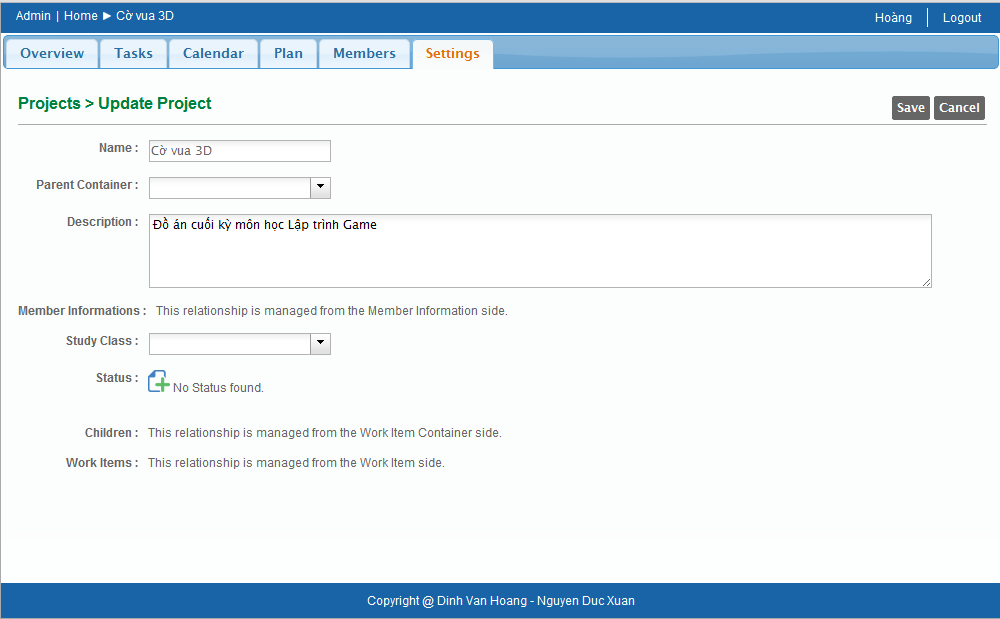 Admin | Home ► Cờ vua 3D
Hoàng | Logout
Overview Tasks Calendar Plan Members Settings
Projects > Update Project
Save Cancel
Name : Cờ vua 3D
Parent Container :
Description : Đồ án cuối kỳ môn học Lập trình Game
Member Informations : This relationship is managed from the Member Information side.
Study Class :
Status : No Status found.
Children : This relationship is managed from the Work Item Container side.
Work Items : This relationship is managed from the Work Item side.
Copyright @ Dinh Van Hoang - Nguyen Duc Xuan